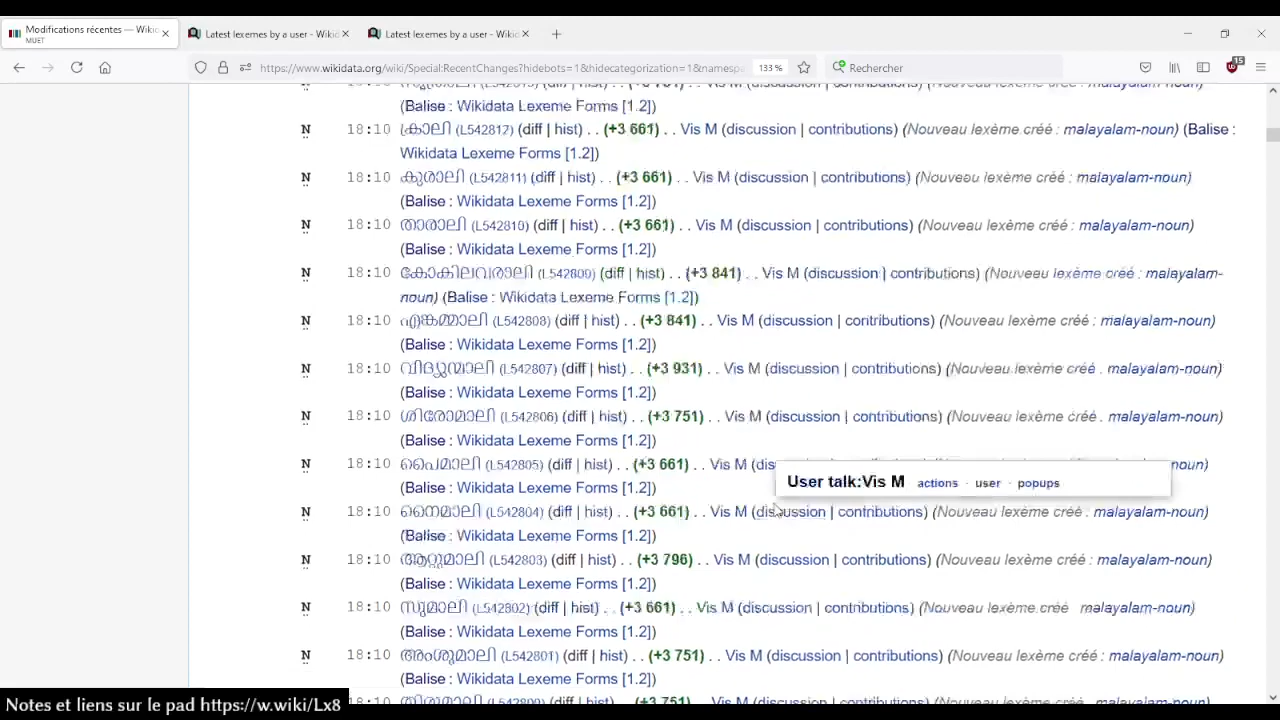 Modifications récentes — Wikid
MUET
Latest lexemes by a user - Wikid
Latest lexemes by a user - Wikid
https://www.wikidata.org/wiki/Special:RecentChanges?hidebots=1&hidecategorization=1&namesp
133 %
Rechercher
15
(Balise : Wikidata Lexeme Forms [1.2])
N 18:10 ക്രാലി (L542812) (diff | hist) . . (+3 661) . . Vis M (discussion | contributions) (Nouveau lexème créé : malayalam-noun) (Balise :
Wikidata Lexeme Forms [1.2])
N 18:10 കുരാലി (L542811) (diff | hist) . . (+3 661) . . Vis M (discussion | contributions) (Nouveau lexème créé : malayalam-noun)
(Balise : Wikidata Lexeme Forms [1.2])
N 18:10 താരാലി (L542810) (diff | hist) . . (+3 661) . . Vis M (discussion | contributions) (Nouveau lexème créé : malayalam-noun)
(Balise : Wikidata Lexeme Forms [1.2])
N 18:10 കോകിലവരാലി (L542809) (diff | hist) . . (+3 841) . . Vis M (discussion | contributions) (Nouveau lexème créé : malayalam-
noun) (Balise : Wikidata Lexeme Forms [1.2])
N 18:10 എങ്കമ്മാലി (L542808) (diff | hist) . . (+3 841) . . Vis M (discussion | contributions) (Nouveau lexème créé : malayalam-noun)
(Balise : Wikidata Lexeme Forms [1.2])
N 18:10 വിദ്യുന്മാലി (L542807) (diff | hist) . . (+3 931) . . Vis M (discussion | contributions) (Nouveau lexème créé : malayalam-noun)
(Balise : Wikidata Lexeme Forms [1.2])
N 18:10 ശിരോമാലി (L542806) (diff | hist) . . (+3 751) . . Vis M (discussion | contributions) (Nouveau lexème créé : malayalam-noun)
(Balise : Wikidata Lexeme Forms [1.2])
N 18:10 പൈമാലി (L542805) (diff | hist) . . (+3 661) . . Vis M noun)
User talk:Vis M actions · user · popups
(Balise : Wikidata Lexeme Forms [1.2])
N 18:10 നൈമാലി (L542804) (diff | hist) . . (+3 661) . . Vis M (discussion | contributions) (Nouveau lexème créé : malayalam-noun)
(Balise : Wikidata Lexeme Forms [1.2])
N 18:10 ആറ്റുമാലി (L542803) (diff | hist) . . (+3 796) . . Vis M (discussion | contributions) (Nouveau lexème créé : malayalam-noun)
(Balise : Wikidata Lexeme Forms [1.2])
N 18:10 സുമാലി (L542802) (diff | hist) . . (+3 661) . . Vis M (discussion | contributions) (Nouveau lexème créé malayalam-noun)
(Balise : Wikidata Lexeme Forms [1.2])
N 18:10 അംശുമാലി (L542801) (diff | hist) . . (+3 751) . . Vis M (discussion | contributions) (Nouveau lexème créé : malayalam-noun)
(Balise : Wikidata Lexeme Forms [1.2])
Notes et liens sur le pad https://w.wiki/Lx8